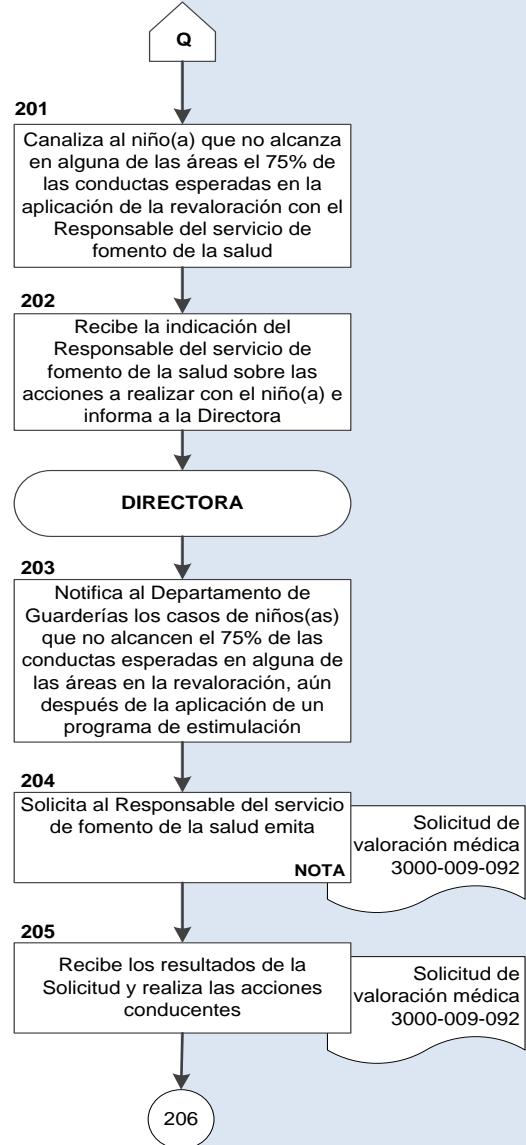 Q
201
Canaliza al niño(a) que no alcanza
en alguna de las áreas el 75% de
las conductas esperadas en la
aplicación de la revaloración con el
Responsable del servicio de
fomento de la salud
202
Recibe la indicación del
Responsable del servicio de
fomento de la salud sobre las
acciones a realizar con el niño(a) e
informa a la Directora
DIRECTORA
203
Notifica al Departamento de
Guarderías los casos de niños(as)
que no alcancen el 75% de las
conductas esperadas en alguna de
las áreas en la revaloración, aún
después de la aplicación de un
programa de estimulación
204
Solicita al Responsable del servicio
de fomento de la salud emita
NOTA
Solicitud de
valoración médica
3000-009-092
205
Recibe los resultados de la
Solicitud y realiza las acciones
conducentes
Solicitud de
valoración médica
3000-009-092
206